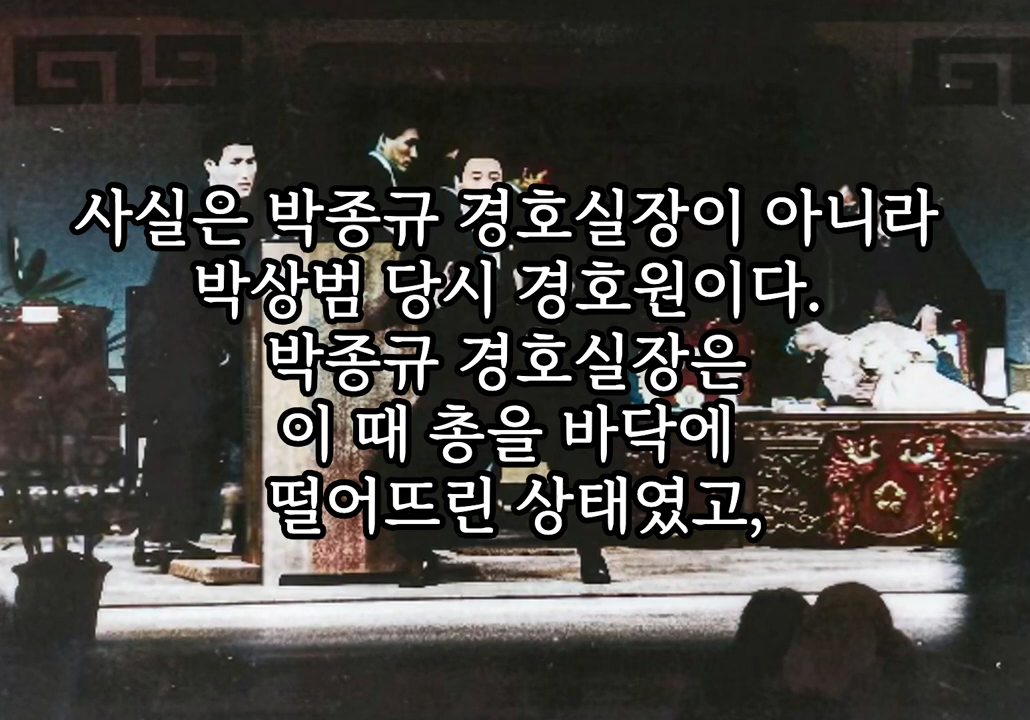 사실은 박종규 경호실장이 아니라
박상범 당시 경호원이다.
박종규 경호실장은
이 때 총을 바닥에
떨어뜨린 상태였고,